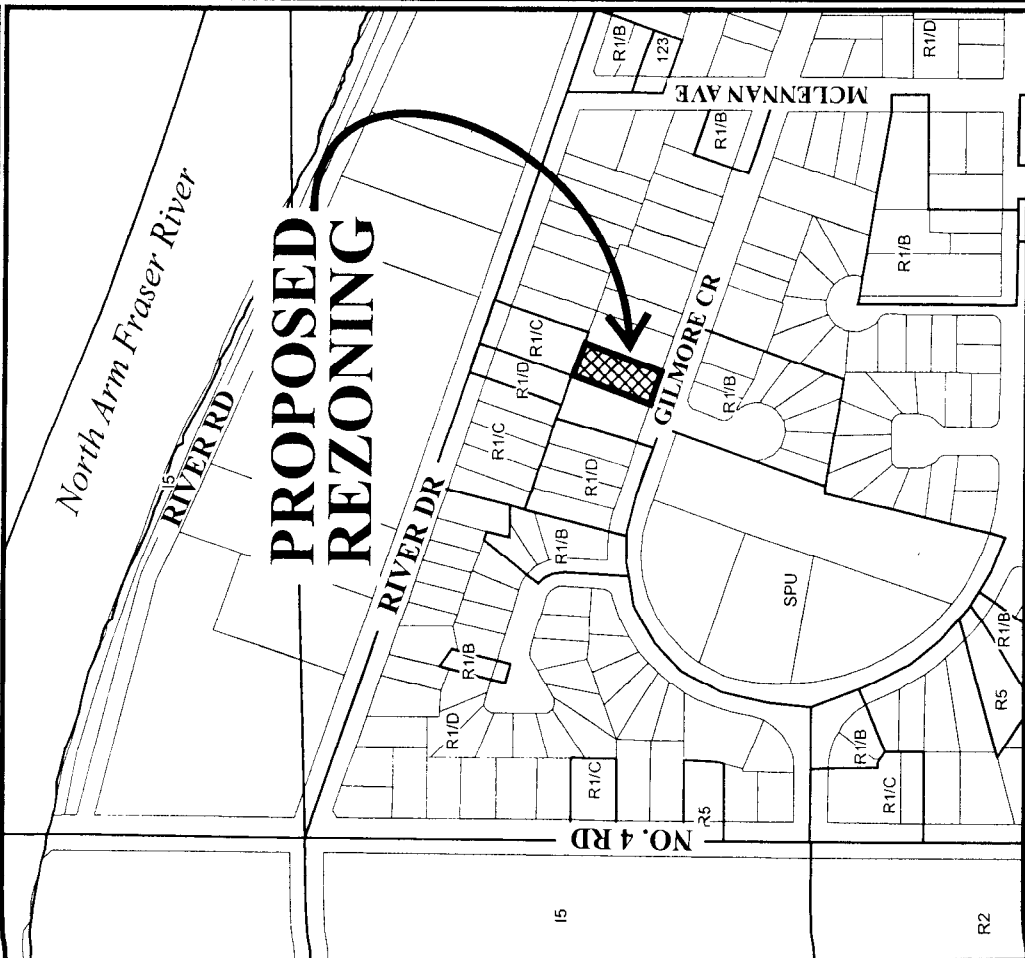 R1/B
123
R1/D
MCLENNAN AVE
North Arm Fraser River
R1/B
PROPOSED
REZONING
RIVER RD
I5
R1/B
GILMORE CR
R1/C
R1/D
R1/C
R1/B
R1/D
RIVER DR
R1/B
SPU
R1/B
R1/B
R5
R1/D
R1/B
R1/C
R1/C
R5
NO. 4 RD
I5
R2